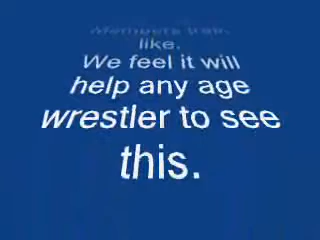 like.
We feel it will
help any age
wrestler to see
this.